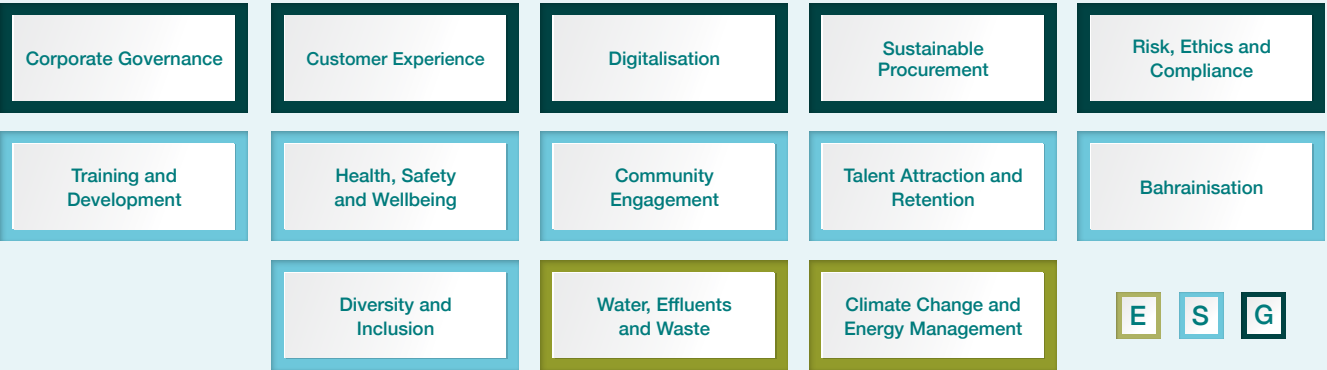 Corporate Governance
Customer Experience
Digitalisation
Sustainable
Procurement
Risk, Ethics and
Compliance
Training and
Development
Health, Safety
and Wellbeing
Community
Engagement
Talent Attraction and
Retention
Bahrainisation
Diversity and
Inclusion
Water, Effluents
and Waste
Climate Change and
Energy Management
E S G